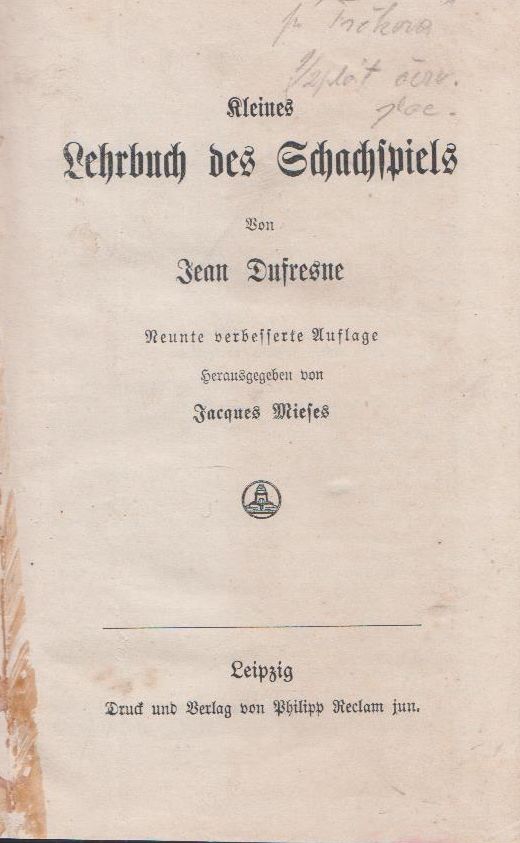 Kleines
Lehrbuch des Schachspiels
Von
Jean Dufresne
Neunte verbesserte Auflage
Herausgegeben von
Jacques Mieses
Leipzig
Druck und Verlag von Philipp Reclam jun.